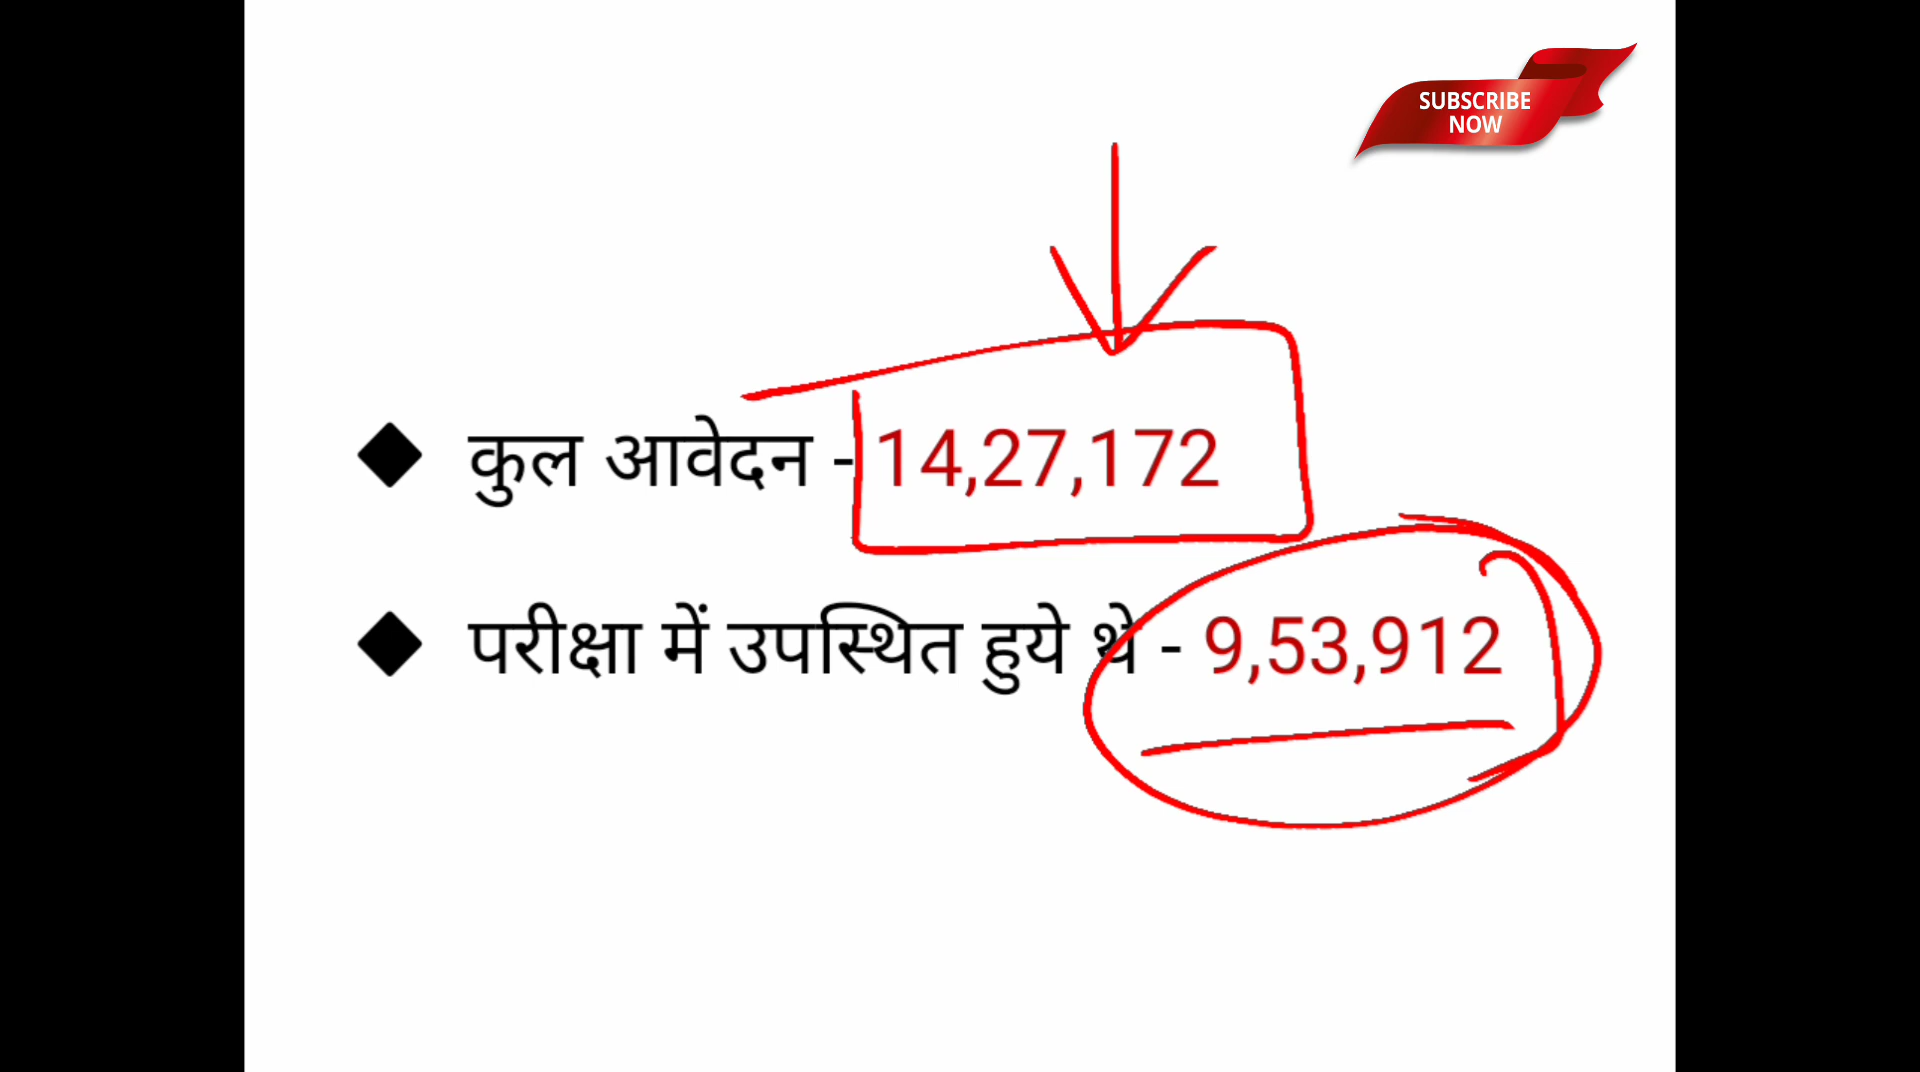 SUBSCRIBE
NOW
◆ कुल आवेदन - 14,27,172
◆ परीक्षा में उपस्थित हुये थे - 9,53,912